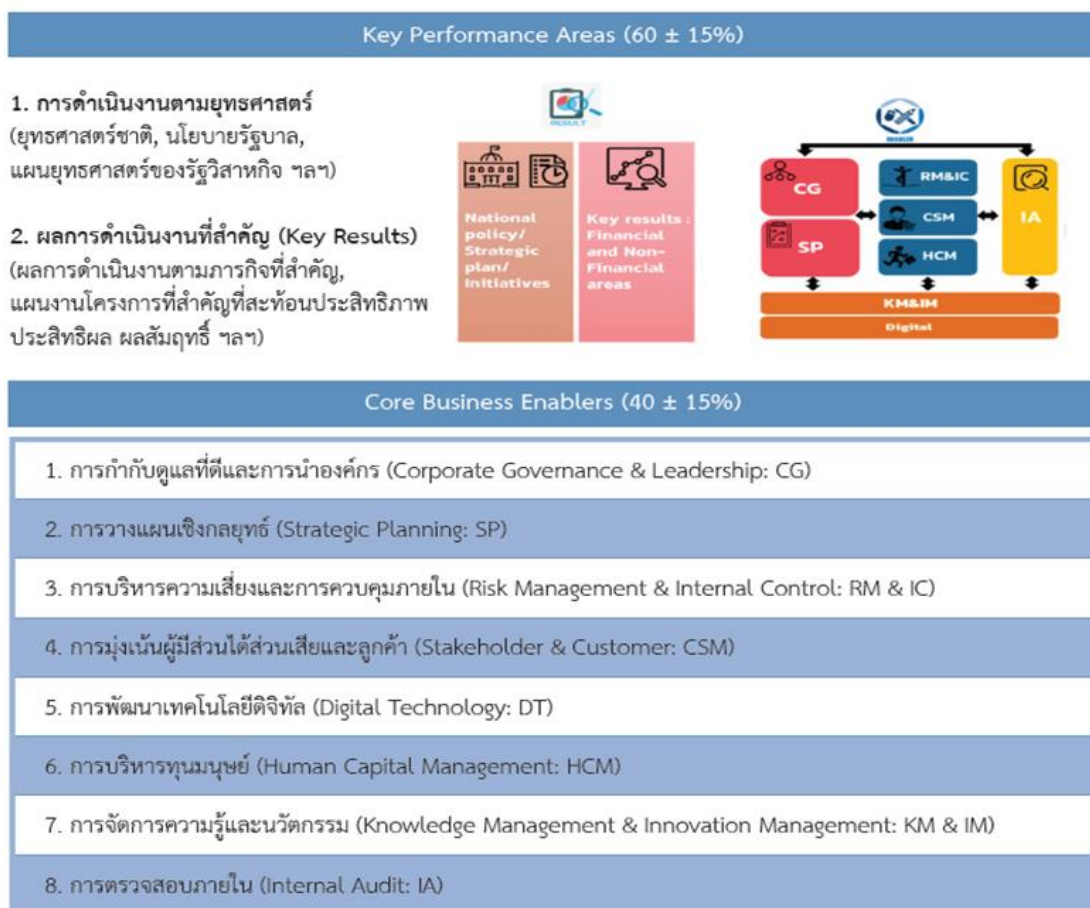 Key Performance Areas (60 ± 15%)
1. การดำเนินงานตามยุทธศาสตร์
(ยุทธศาสตร์ชาติ, นโยบายรัฐบาล,
แผนยุทธศาสตร์ของรัฐวิสาหกิจ ฯลฯ)
2. ผลการดำเนินงานที่สำคัญ (Key Results)
(ผลการดำเนินงานตามภารกิจที่สำคัญ,
แผนงานโครงการที่สำคัญที่สะท้อนประสิทธิภาพ
ประสิทธิผล ผลสัมฤทธิ์ ฯลฯ)
RESULT
National
policy/
Strategic
plan/
Initiatives
Key results :
Financial
and Non-
Financial
areas
CG
SP
RM&IC
CSM
HCM
IA
KM&IM
Digital
Core Business Enablers (40 ± 15%)
1. การกำกับดูแลที่ดีและการนำองค์กร (Corporate Governance & Leadership: CG)
2. การวางแผนเชิงกลยุทธ์ (Strategic Planning: SP)
3. การบริหารความเสี่ยงและการควบคุมภายใน (Risk Management & Internal Control: RM & IC)
4. การมุ่งเน้นผู้มีส่วนได้ส่วนเสียและลูกค้า (Stakeholder & Customer: CSM)
5. การพัฒนาเทคโนโลยีดิจิทัล (Digital Technology: DT)
6. การบริหารทุนมนุษย์ (Human Capital Management: HCM)
7. การจัดการความรู้และนวัตกรรม (Knowledge Management & Innovation Management: KM & IM)
8. การตรวจสอบภายใน (Internal Audit: IA)